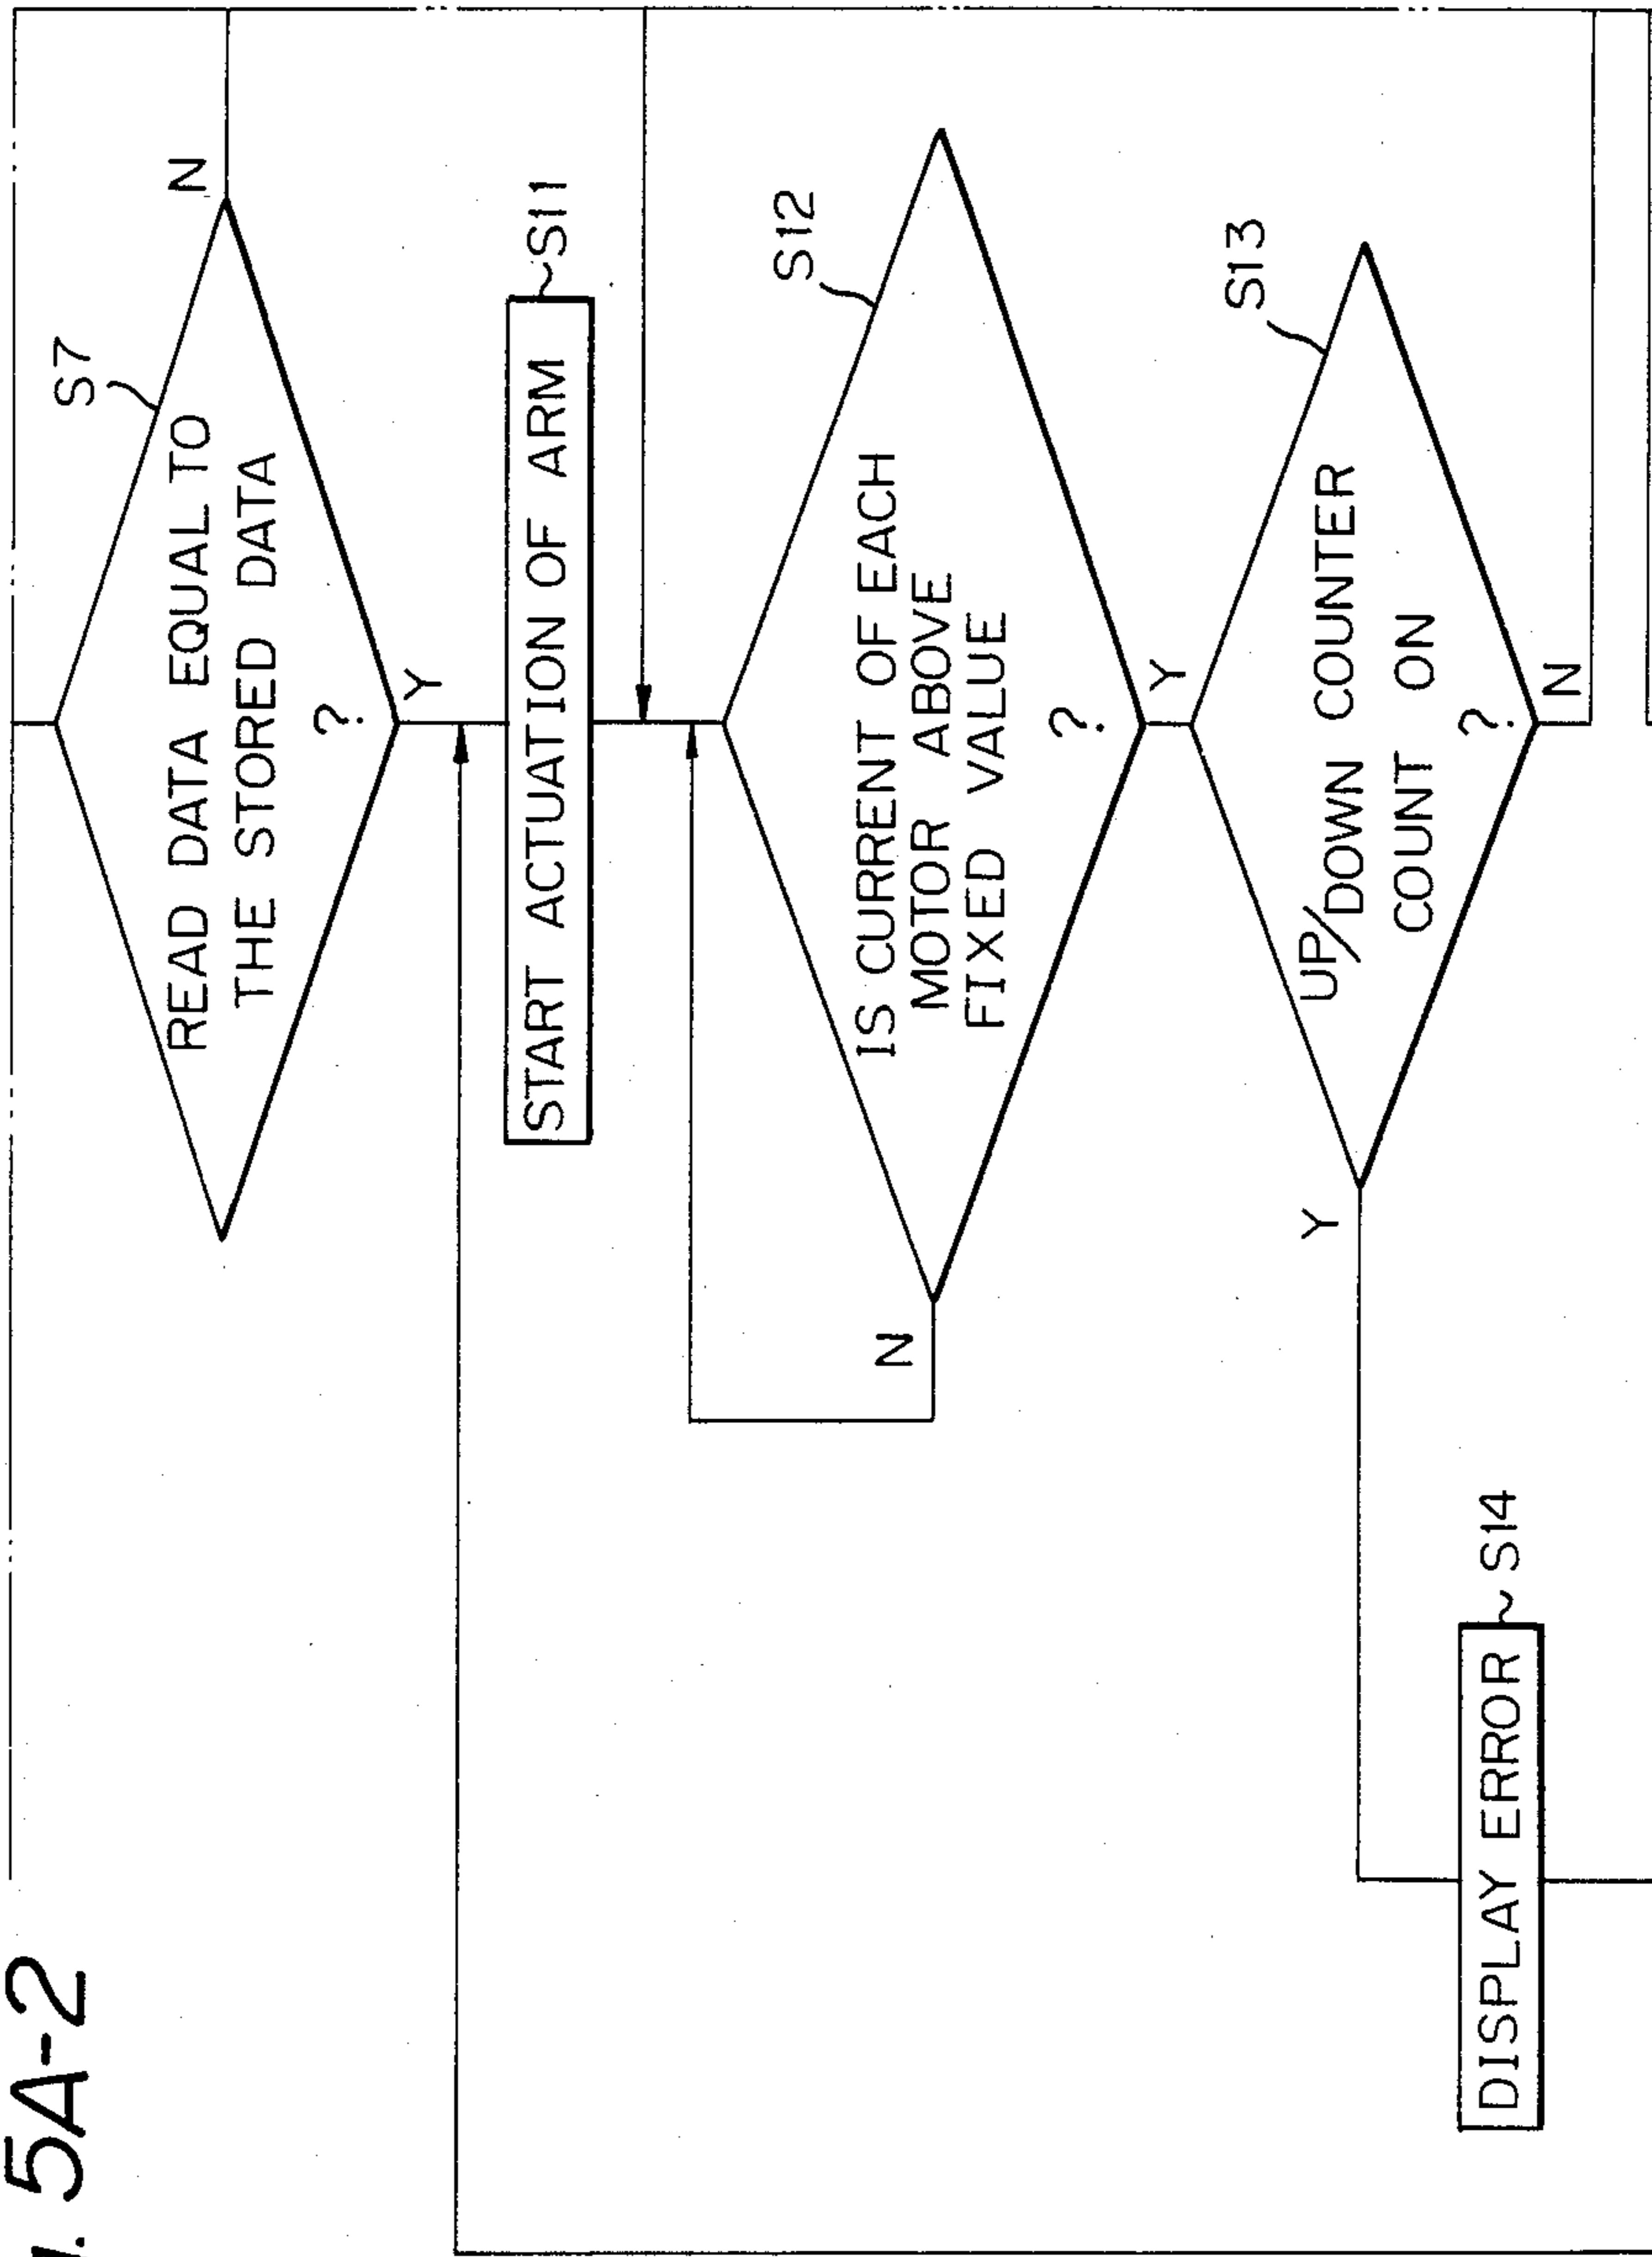 . 5A-2
S7
READ DATA EQUAL TO
THE STORED DATA
?
N
Y
START ACTUATION OF ARM
~S11
S12
IS CURRENT OF EACH
MOTOR ABOVE
FIXED VALUE
?
N
Y
S13
UP/DOWN COUNTER
COUNT ON
?
Y
N
DISPLAY ERROR
~S14